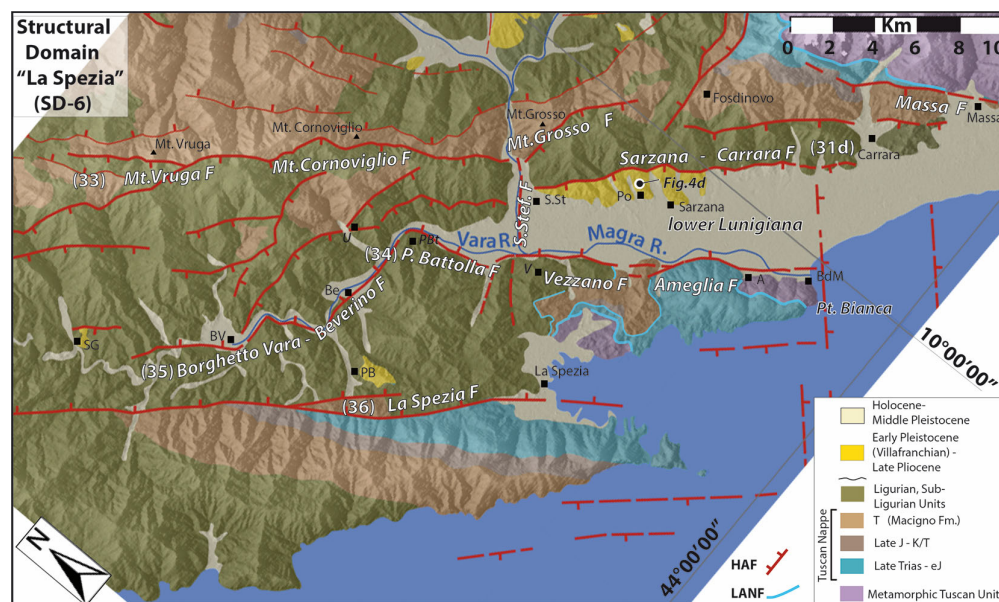 Structural
Domain
“La Spezia”
(SD-6)
Km
0 2 4 6 8 10
Fosdinovo
Massa F
Massa
Mt.Grosso
Mt.Grosso F
Mt. Cornoviglio
Mt. Vruga
Mt.Cornoviglio F
(33) Mt.Vruga F
(31d)
Carrara
Sarzana - Carrara F
Fig.4d
S.St
Po
Sarzana
S.Stef. F
lower Lunigiana
U
PBt
Vara R.
Magra R.
(34) P. Battolla F
V
Vezzano F
Ameglia F
A
BdM
Pt. Bianca
Be
BV
SG
(35) Borghetto Vara - Beverino F
PB
La Spezia
(36) La Spezia F
10°00’00”
44°00’00”
N
Holocene-
Middle Pleistocene
Early Pleistocene
(Villafranchian) -
Late Pliocene
Ligurian, Sub-
Ligurian Units
Tuscan Nappe
T (Macigno Fm.)
Late J - K/T
Late Trias - eJ
Metamorphic Tuscan Unit
HAF
LANF